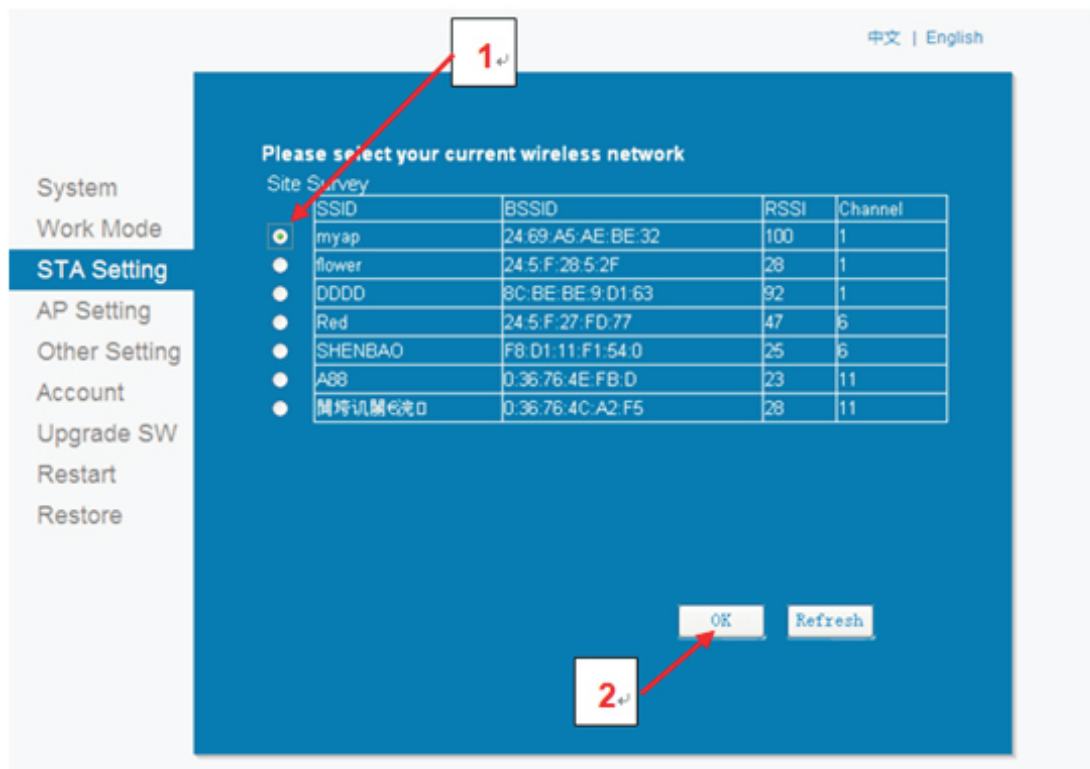 中文 | English
1
Please select your current wireless network
Site Survey
System
Work Mode
STA Setting
AP Setting
Other Setting
Account
Upgrade SW
Restart
Restore
SSID BSSID RSSI Channel
myap 24:69:A5:AE:BE:32 100 1
flower 24:5:F:28:5:2F 28 1
DDDD 8C:BE:BE:9:D1:63 92 1
Red 24:5:F:27:FD:77 47 6
SHENBAO F8:D1:11:F1:54:0 25 6
A88 0:36:76:4E:FB:D 23 11
0:36:76:4C:A2:F5 28 11
OK Refresh
2